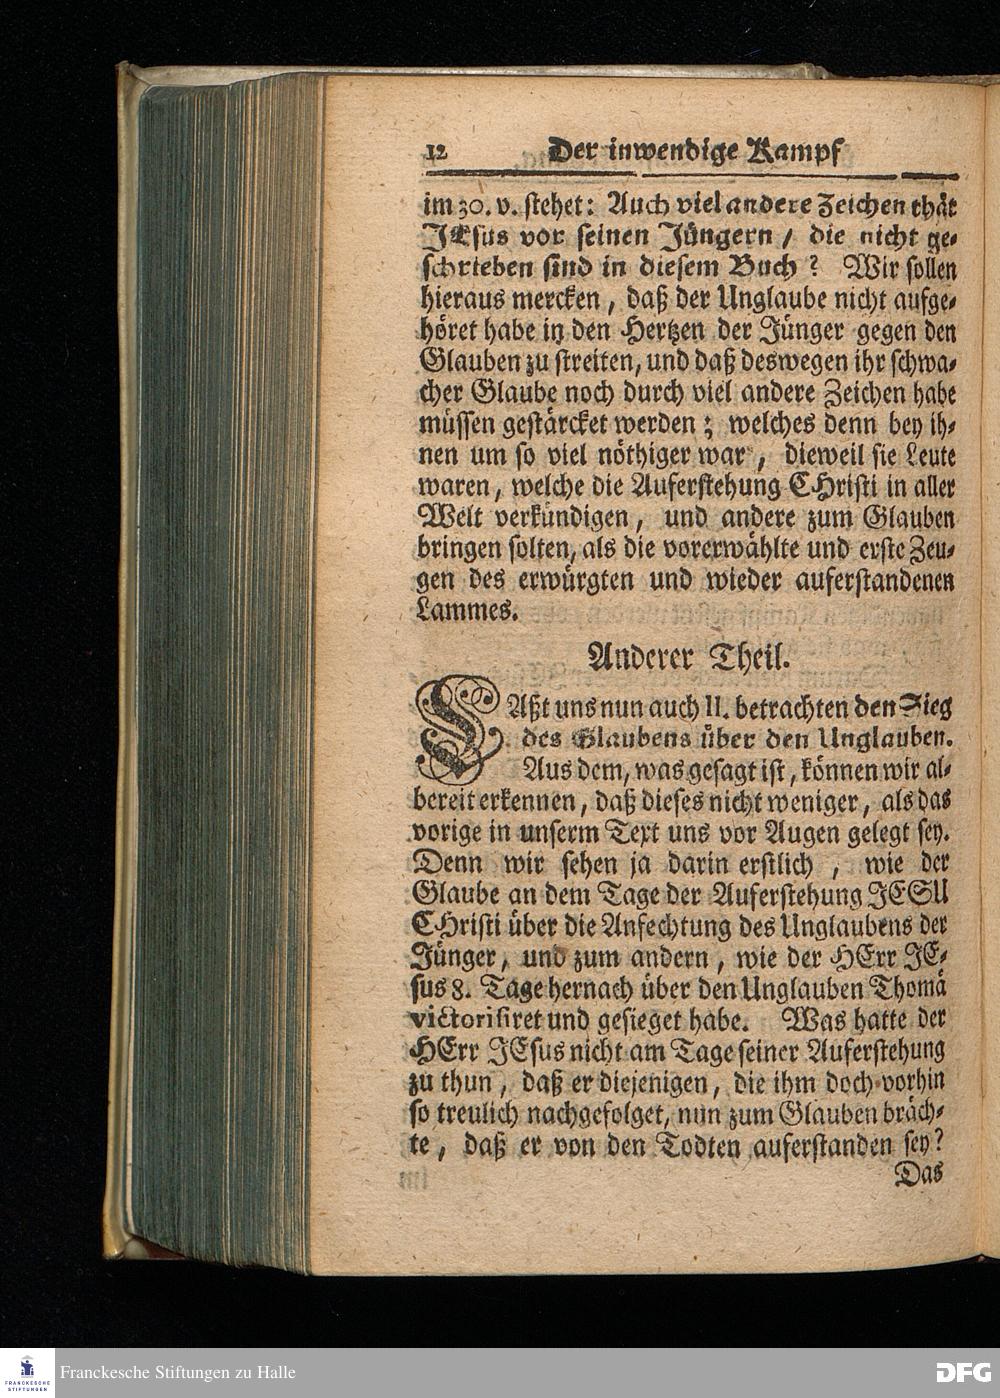 12 Der inwendige Kampf
im 30. v. stehet: Auch viel andere Zeichen thät
JEsus vor seinen Jüngern / die nicht ge-
schrieben sind in diesem Buch? Wir sollen
hieraus mercken, daß der Unglaube nicht aufge-
höret habe in den Hertzen der Jünger gegen den
Glauben zu streiten, und daß deswegen ihr schwa-
cher Glaube noch durch viel andere Zeichen habe
müssen gestärcket werden; welches denn bey ih-
nen um so viel nöthiger war, dieweil sie Leute
waren, welche die Auferstehung CHristi in aller
Welt verkündigen, und andere zum Glauben
bringen solten, als die vorerwählte und erste Zeu-
gen des erwürgten und wieder auferstandenen
Lammes.
Anderer Theil.
LAßt uns nun auch II. betrachten den Sieg
des Glaubens über den Unglauben.
Aus dem, was gesagt ist, können wir al-
bereit erkennen, daß dieses nicht weniger, als das
vorige in unserm Text uns vor Augen gelegt sey.
Denn wir sehen ja darin erstlich, wie der
Glaube an dem Tage der Auferstehung JESU
CHristi über die Anfechtung des Unglaubens der
Jünger, und zum andern, wie der HErr JE-
sus 8. Tage hernach über den Unglauben Thomä
victorisiret und gesieget habe. Was hatte der
HErr JEsus nicht am Tage seiner Auferstehung
zu thun, daß er diejenigen, die ihm doch vorhin
so treulich nachgefolget, nun zum Glauben bräch-
te, daß er von den Todten auferstanden sey?
Das
FRANCKESCHE STIFTUNGEN
Franckesche Stiftungen zu Halle
DFG